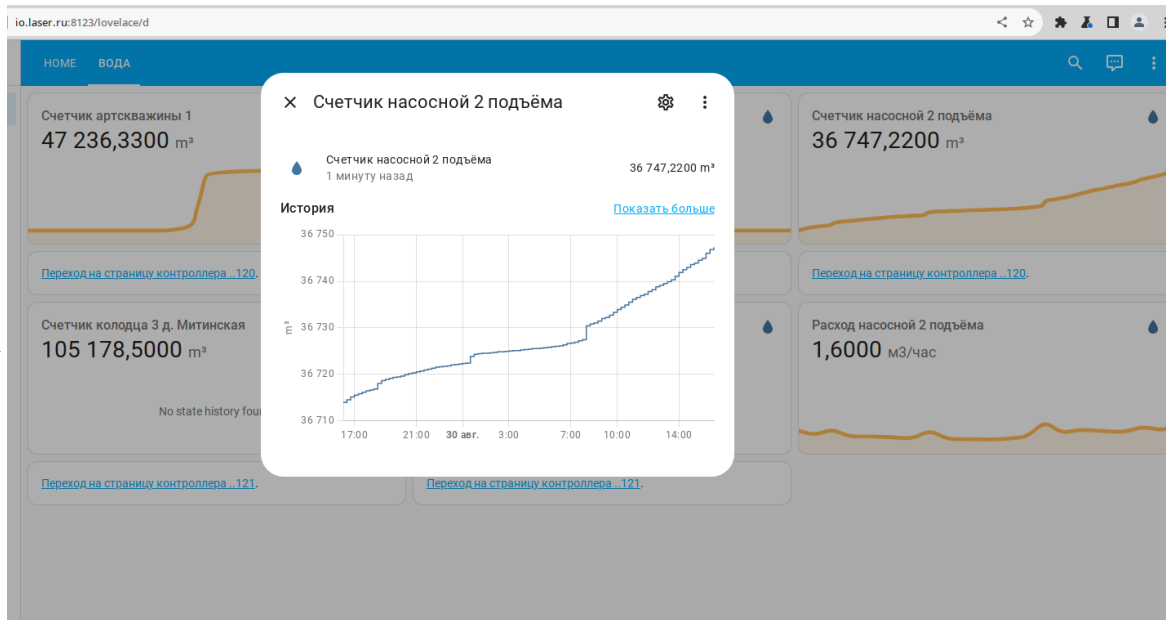 io.laser.ru:8123/lovelace/d
HOME ВОДА
Счетчик артскважины 1
47 236,3300 m³
Переход на страницу контроллера ..120.
Счетчик насосной 2 подъёма
Счетчик насосной 2 подъёма
1 минуту назад
36 747,2200 m³
История
Показать больше
36 750
36 740
36 730
36 720
36 710
m³
17:00 21:00 30 авг. 3:00 7:00 10:00 14:00
Счетчик насосной 2 подъёма
36 747,2200 m³
Переход на страницу контроллера ..120.
Счетчик колодца 3 д. Митинская
105 178,5000 m³
No state history fou
Расход насосной 2 подъёма
1,6000 м3/час
Переход на страницу контроллера ..121.
Переход на страницу контроллера ..121.